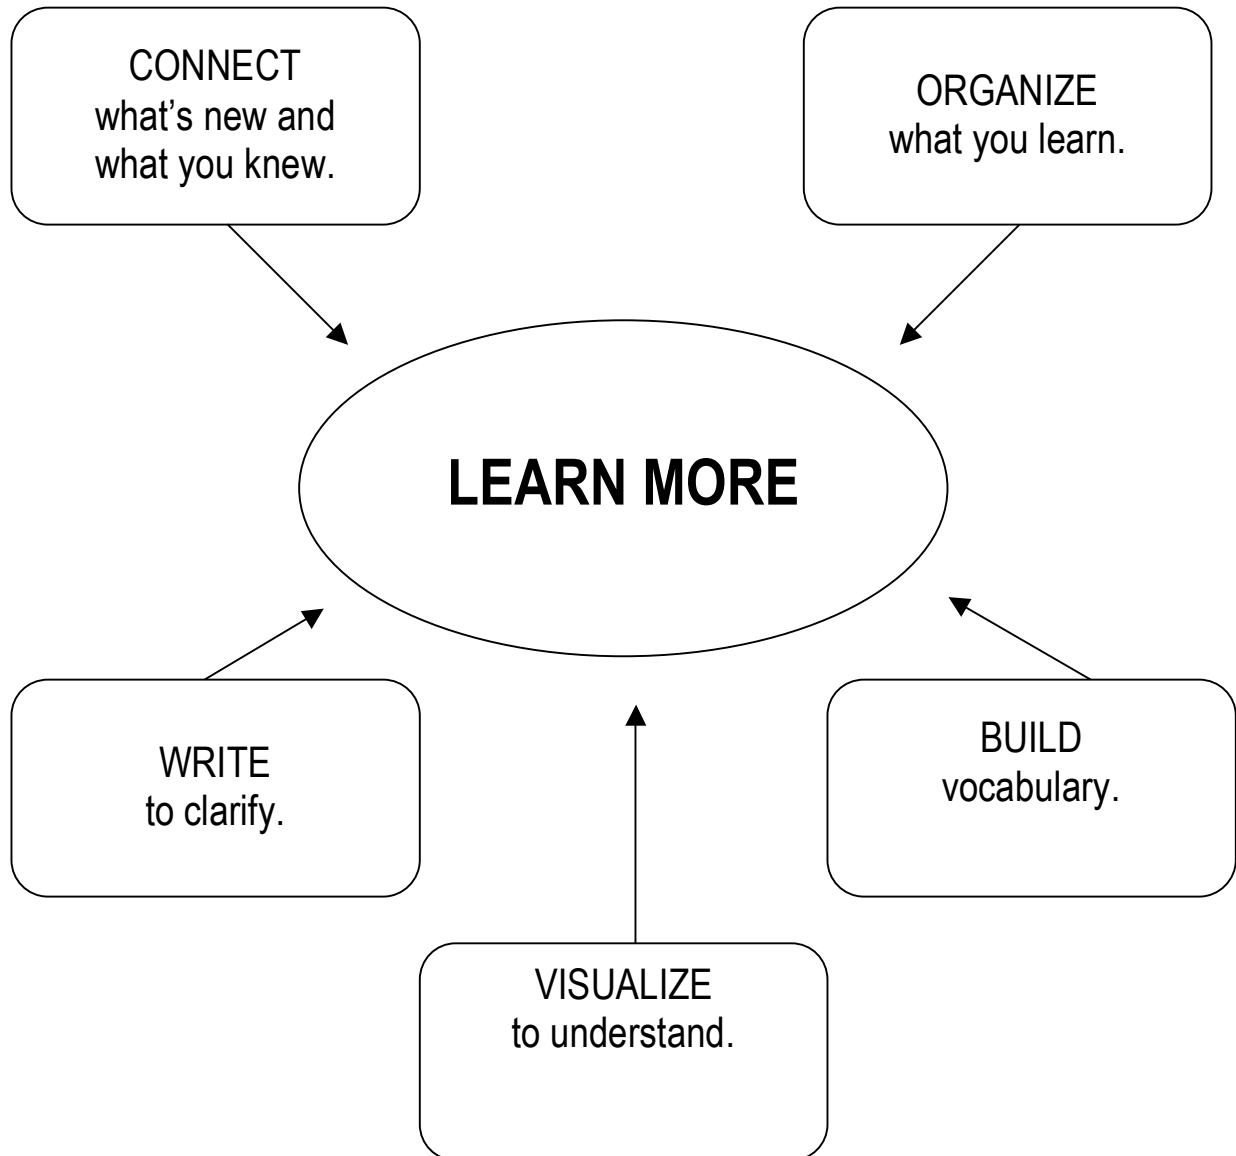 CONNECT
what’s new and
what you knew.
ORGANIZE
what you learn.
LEARN MORE
WRITE
to clarify.
BUILD
vocabulary.
VISUALIZE
to understand.